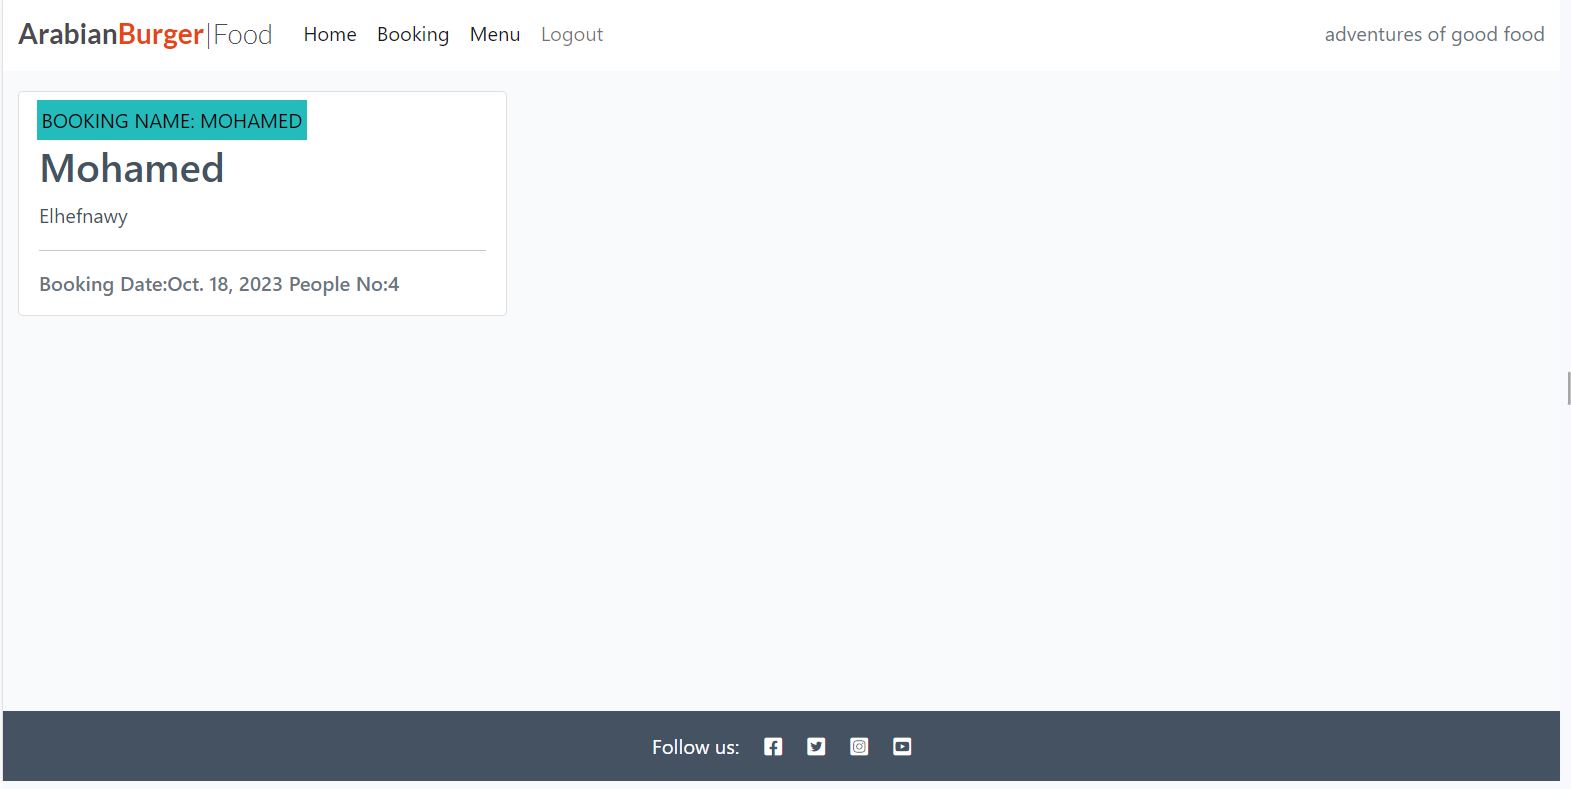 ArabianBurger|Food Home Booking Menu Logout adventures of good food
BOOKING NAME: MOHAMED
Mohamed
Elhefnawy
Booking Date:Oct. 18, 2023 People No:4
Follow us: